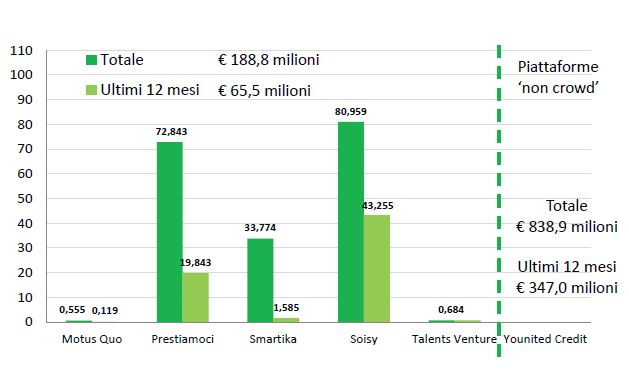 110
100
90
80
70
60
50
40
30
20
10
0
Totale € 188,8 milioni
Ultimi 12 mesi € 65,5 milioni
Piattaforme
‘non crowd’
80,959
72,843
43,255
33,774
19,843
1,585
0,555 0,119
0,684
Totale
€ 838,9 milioni
Ultimi 12 mesi
€ 347,0 milioni
Motus Quo Prestiamoci Smartika Soisy Talents Venture Younited Credit